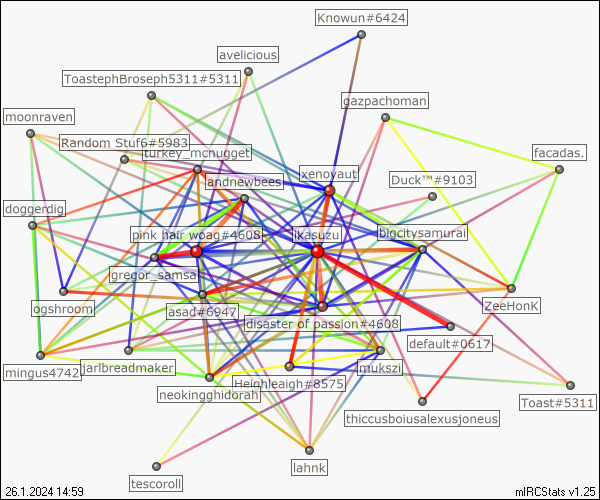 Knowun#6424
avelicious
ToastephBroseph5311#5311
gazpachoman
moonraven
Random Stuf6#5983
turkey_mcnugget
facadas.
xenoyaut
Duck™#9103
andnewbees
doggerdig
pink hair woag#4608
ikasuzu
bigcitysamurai
gregor_samsa
ogshroom
asad#6947
ZeeHonK
disaster of passion#4608
default#0617
mingus4742
jarlbreadmaker
mukszi
Heighleaigh#8575
neokingghidorah
Toast#5311
thiccusboiusalexusjoneus
lahnk
tescoroll
26.1.2024 14:59
mIRCStats v1.25